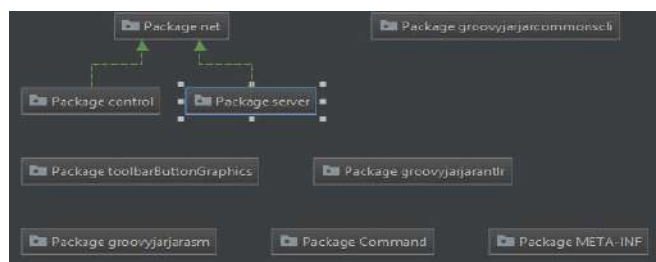 Package net
Package groovyjarjarcommonscli
Package control
Package server
Package toolbarButtonGraphics
Package groovyjarjarantlr
Package groovyjarjarasm
Package Command
Package META-INF